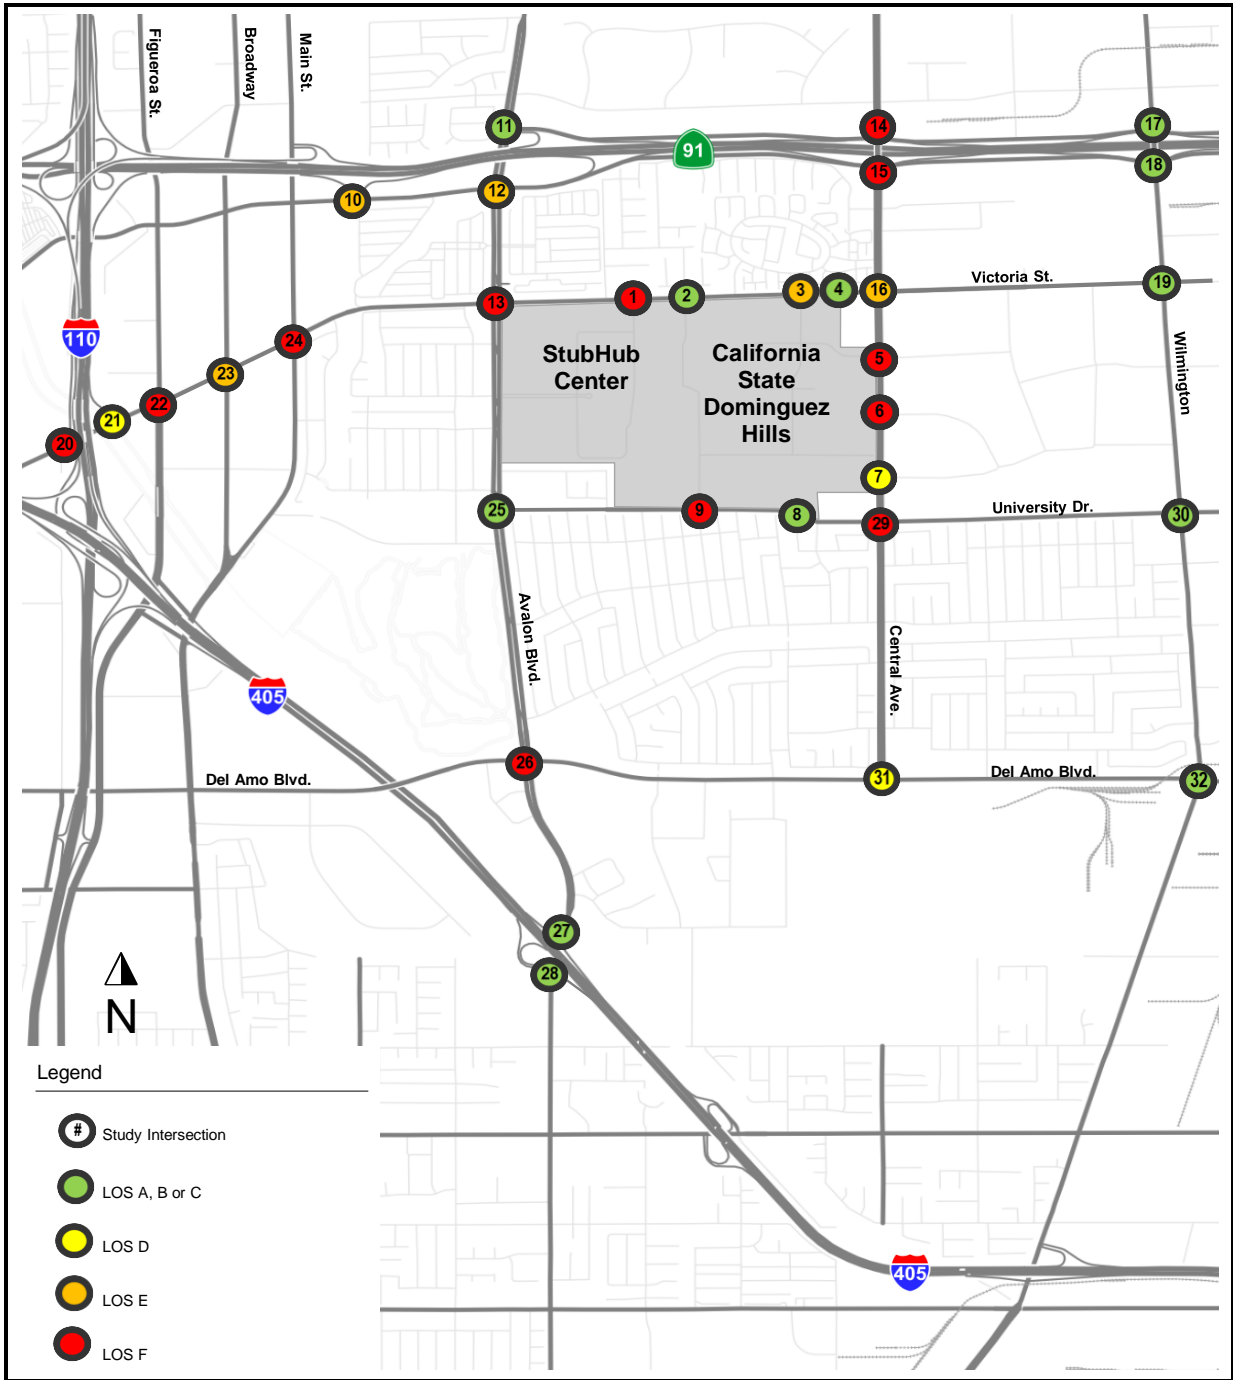 Figueroa St.
Broadway
Main St.
11
91
14
17
15
18
10
12
13
1
2
3
4
16
Victoria St.
19
110
24
StubHub
Center
California
State
Dominguez
Hills
5
Wilmington
23
22
21
6
20
7
25
9
8
29
University Dr.
30
Avalon Blvd.
Central Ave.
405
26
Del Amo Blvd.
31
Del Amo Blvd.
32
27
28
N
Legend
# Study Intersection
LOS A, B or C
LOS D
LOS E
LOS F
405